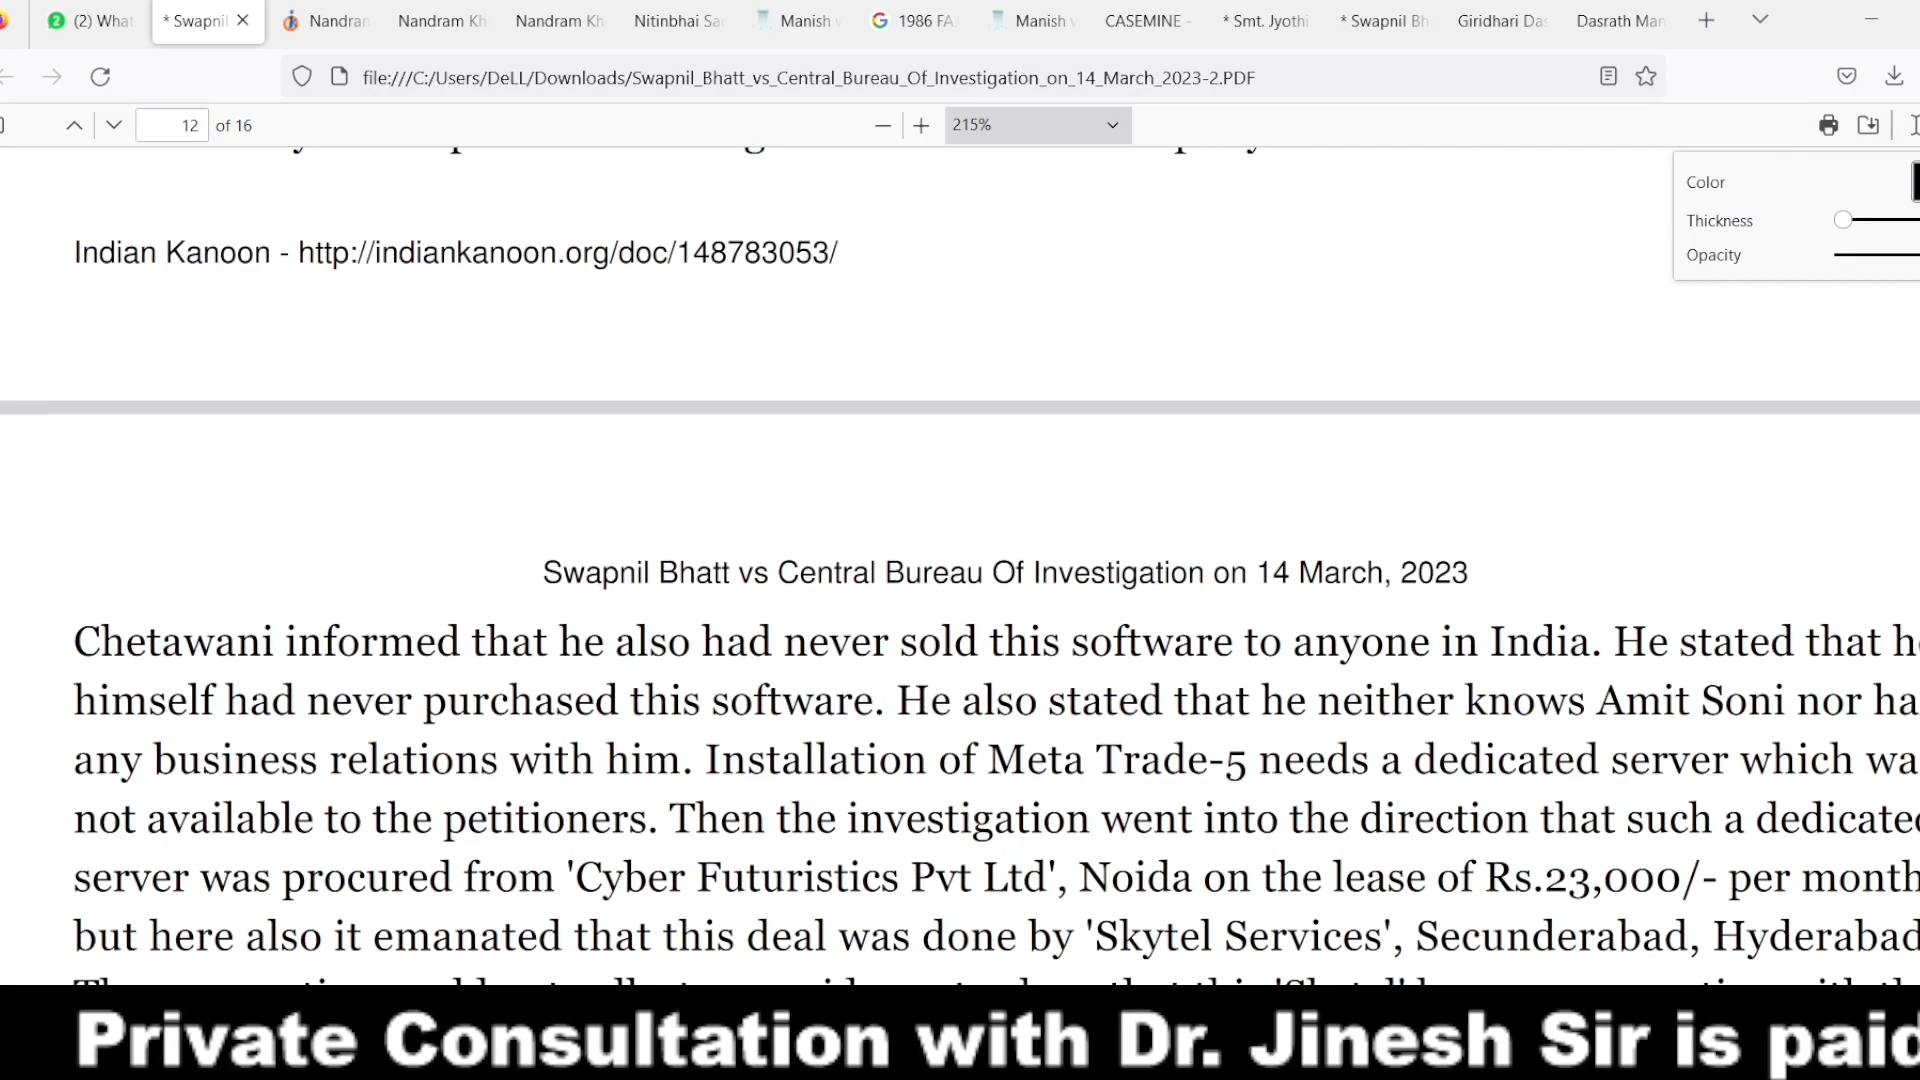 (2) What
* Swapnil
Nandran
Nandram Kh
Nandram Kh
Nitinbhai Sa
Manish v
1986 FA
Manish v
CASEMINE -
* Smt. Jyothi
* Swapnil Bh
Giridhari Das
Dasrath Man
file:///C:/Users/DeLL/Downloads/Swapnil_Bhatt_vs_Central_Bureau_Of_Investigation_on_14_March_2023-2.PDF
12 of 16
215%
Color
Thickness
Opacity
Indian Kanoon - http://indiankanoon.org/doc/148783053/
Swapnil Bhatt vs Central Bureau Of Investigation on 14 March, 2023
Chetawani informed that he also had never sold this software to anyone in India. He stated that he
himself had never purchased this software. He also stated that he neither knows Amit Soni nor ha
any business relations with him. Installation of Meta Trade-5 needs a dedicated server which wa
not available to the petitioners. Then the investigation went into the direction that such a dedicated
server was procured from 'Cyber Futuristics Pvt Ltd', Noida on the lease of Rs.23,000/- per month
but here also it emanated that this deal was done by 'Skytel Services', Secunderabad, Hyderabad
Private Consultation with Dr. Jinesh Sir is paid